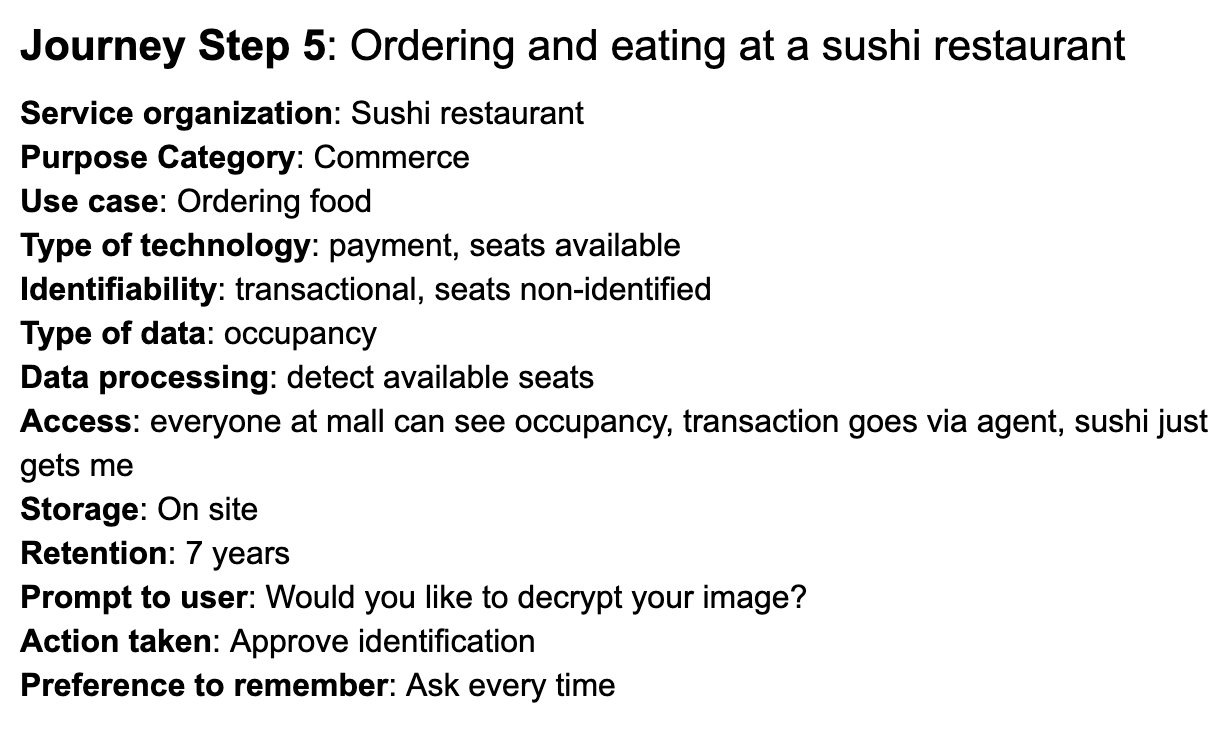 Journey Step 5: Ordering and eating at a sushi restaurant
Service organization: Sushi restaurant
Purpose Category: Commerce
Use case: Ordering food
Type of technology: payment, seats available
Identifiability: transactional, seats non-identified
Type of data: occupancy
Data processing: detect available seats
Access: everyone at mall can see occupancy, transaction goes via agent, sushi just
gets me
Storage: On site
Retention: 7 years
Prompt to user: Would you like to decrypt your image?
Action taken: Approve identification
Preference to remember: Ask every time